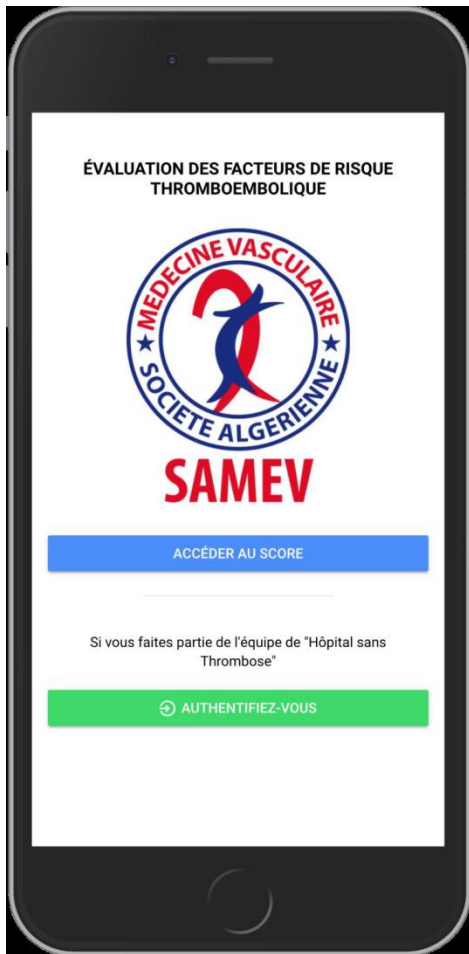 ÉVALUATION DES FACTEURS DE RISQUE
THROMBOEMBOLIQUE
MEDECINE VASCULAIRE
SOCIETE ALGERIENNE
SAMEV
ACCÉDER AU SCORE
Si vous faites partie de l'équipe de "Hôpital sans
Thrombose"
AUTHENTIFIEZ-VOUS